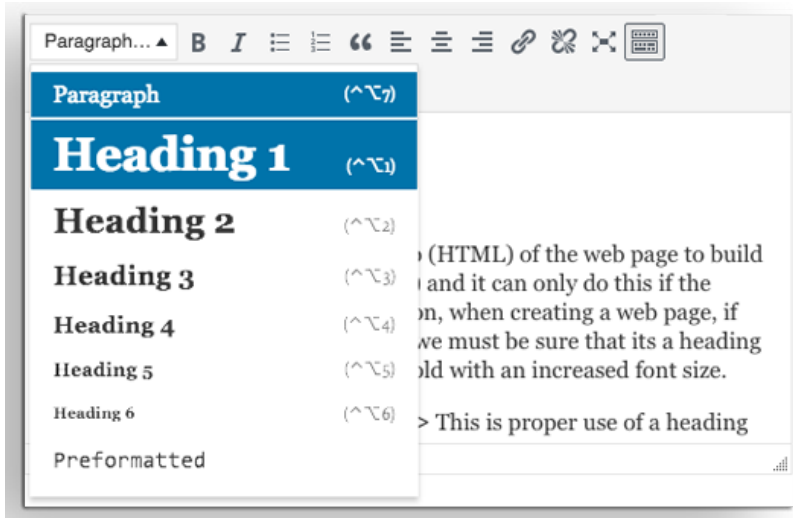 Paragraph...
Paragraph (^⌥7)
Heading 1 (^⌥1)
Heading 2 (^⌥2)
Heading 3 (^⌥3)
Heading 4 (^⌥4)
Heading 5 (^⌥5)
Heading 6 (^⌥6)
Preformatted
(HTML) of the web page to build
and it can only do this if the
when creating a web page, if
we must be sure that its a heading
with an increased font size.
> This is proper use of a heading